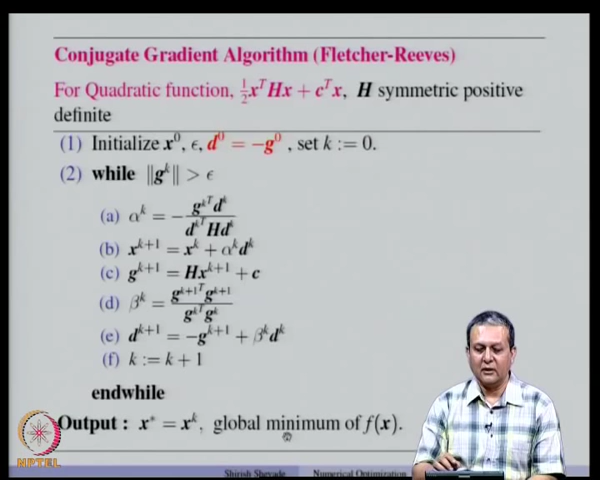 Conjugate Gradient Algorithm (Fletcher-Reeves)
For Quadratic function, ½xᵀHx + cᵀx, H symmetric positive
definite
(1) Initialize x⁰, ϵ, d⁰ = −g⁰ , set k := 0.
(2) while ‖gᵏ‖ > ϵ
(a) αᵏ = − gᵏᵀdᵏ / dᵏᵀHdᵏ
(b) xᵏ⁺¹ = xᵏ + αᵏdᵏ
(c) gᵏ⁺¹ = Hxᵏ⁺¹ + c
(d) βᵏ = gᵏ⁺¹ᵀgᵏ⁺¹ / gᵏᵀgᵏ
(e) dᵏ⁺¹ = −gᵏ⁺¹ + βᵏdᵏ
(f) k := k + 1
endwhile
Output : x* = xᵏ, global minimum of f(x).
NPTEL
Shirish Shevade Numerical Optimization